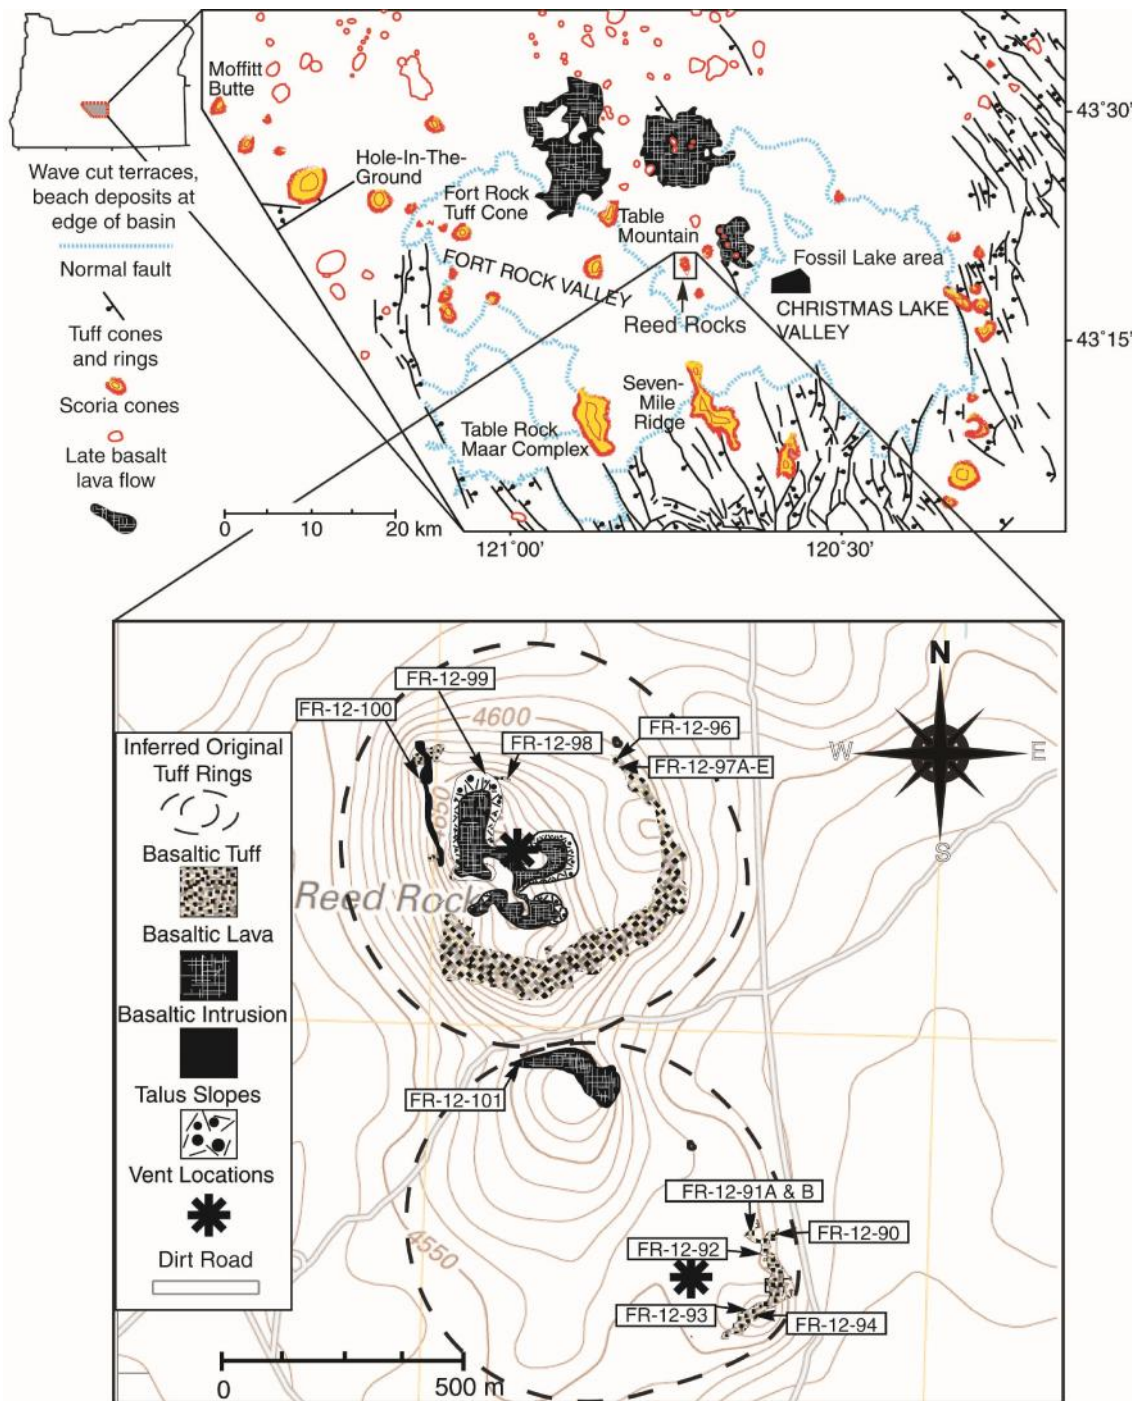 Moffitt
Butte
Hole-In-The-
Ground
Fort Rock
Tuff Cone
Table
Mountain
FORT ROCK VALLEY
Fossil Lake area
CHRISTMAS LAKE
VALLEY
Reed Rocks
Seven-
Mile
Ridge
Table Rock
Maar Complex
43°30'
43°15'
121°00'
120°30'
0 10 20 km
Wave cut terraces,
beach deposits at
edge of basin
Normal fault
Tuff cones
and rings
Scoria cones
Late basalt
lava flow
FR-12-99
FR-12-100
FR-12-98
4600
FR-12-96
FR-12-97A-E
4650
Reed Rock
N
W
E
S
Inferred Original
Tuff Rings
Basaltic Tuff
Basaltic Lava
Basaltic Intrusion
Talus Slopes
Vent Locations
Dirt Road
FR-12-101
4550
FR-12-91A & B
FR-12-90
FR-12-92
FR-12-93
FR-12-94
0 500 m